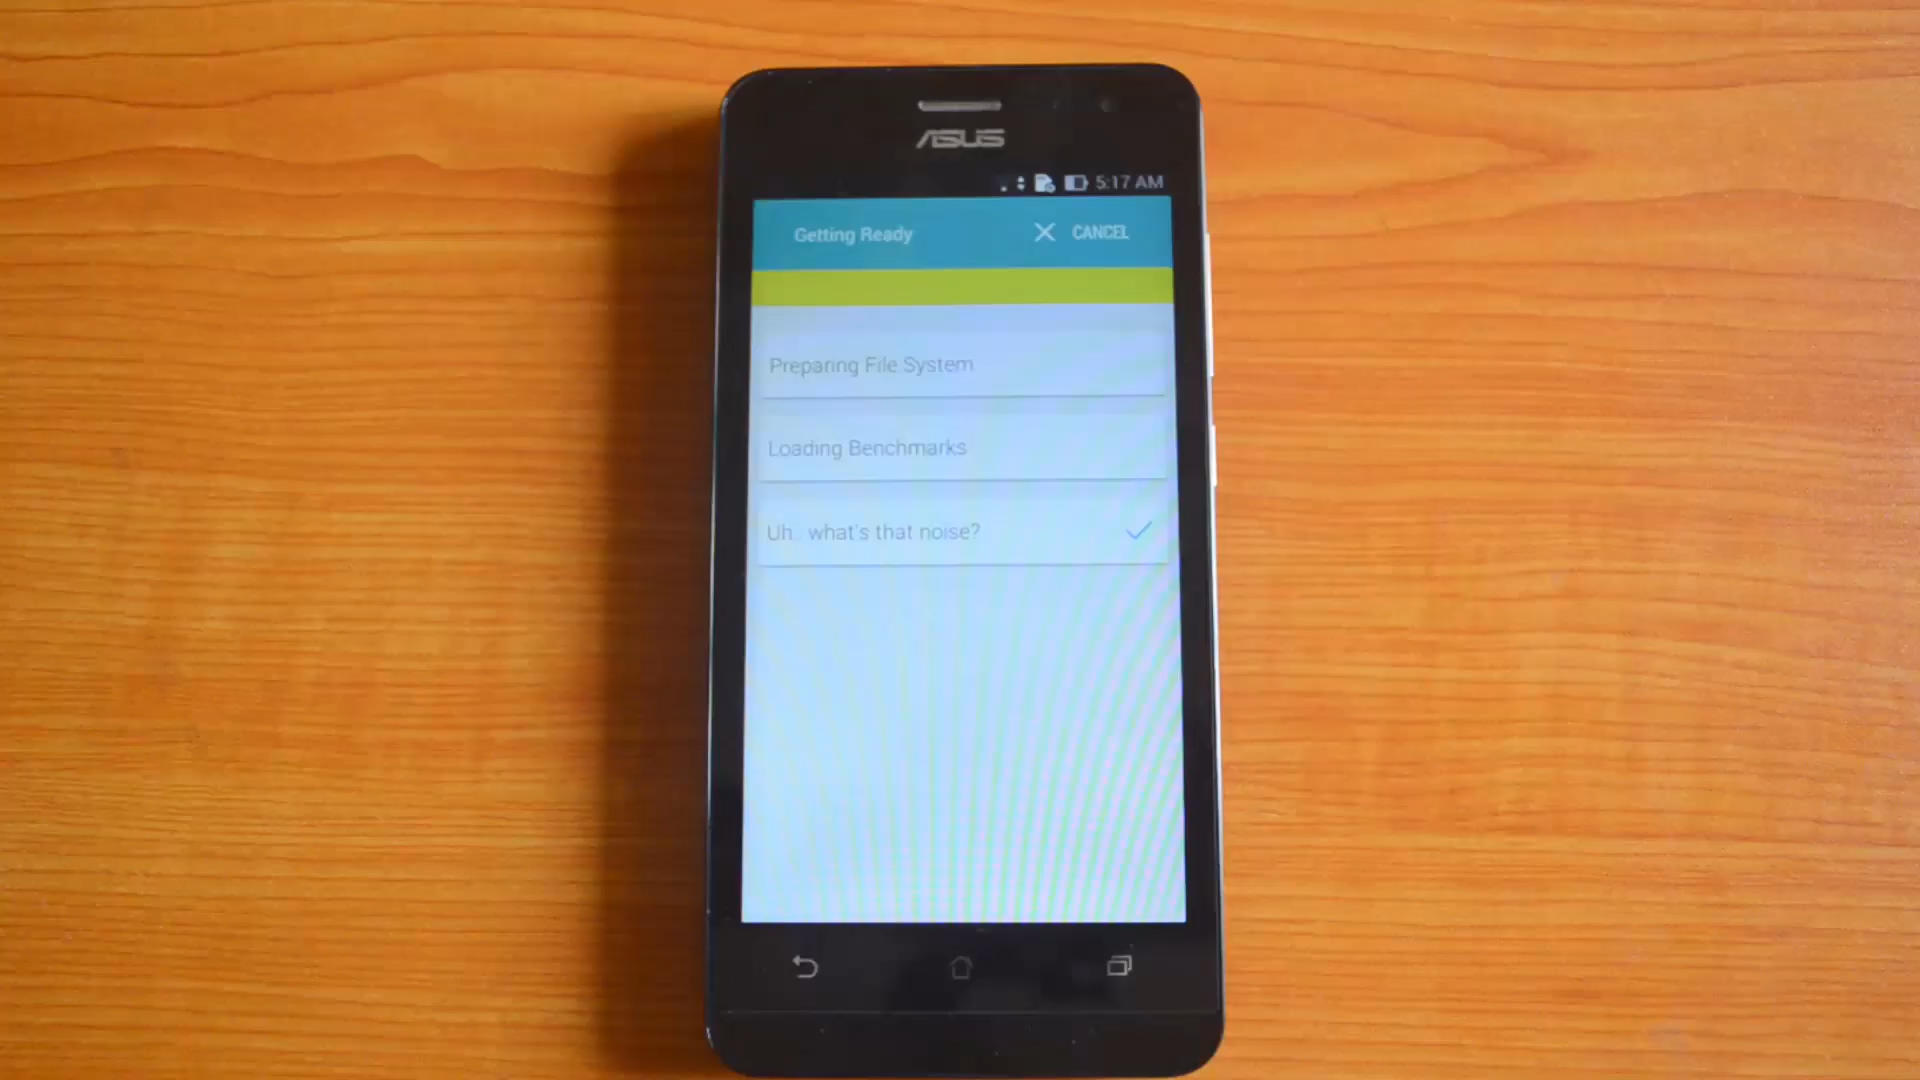 ASUS
5:17 AM
Getting Ready
CANCEL
Preparing File System
Loading Benchmarks
Uh.. what's that noise?